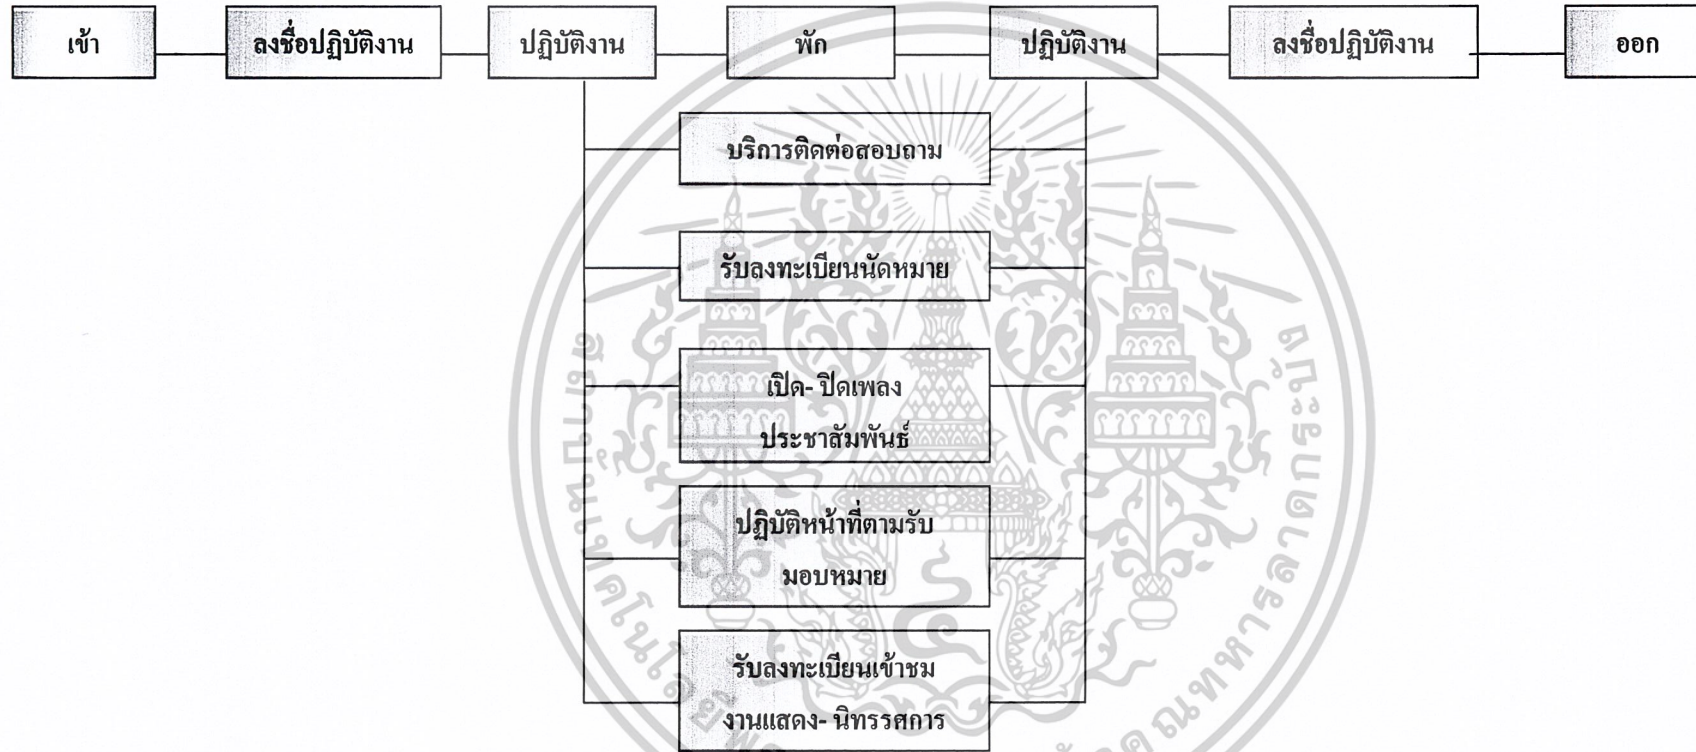 เข้า
ลงชื่อปฏิบัติงาน
ปฏิบัติงาน
พัก
ปฏิบัติงาน
ลงชื่อปฏิบัติงาน
ออก
บริการติดต่อสอบถาม
รับลงทะเบียนนัดหมาย
เปิด- ปิดเพลง
ประชาสัมพันธ์
ปฏิบัติหน้าที่ตามรับ
มอบหมาย
รับลงทะเบียนเข้าชม
งานแสดง- นิทรรศการ